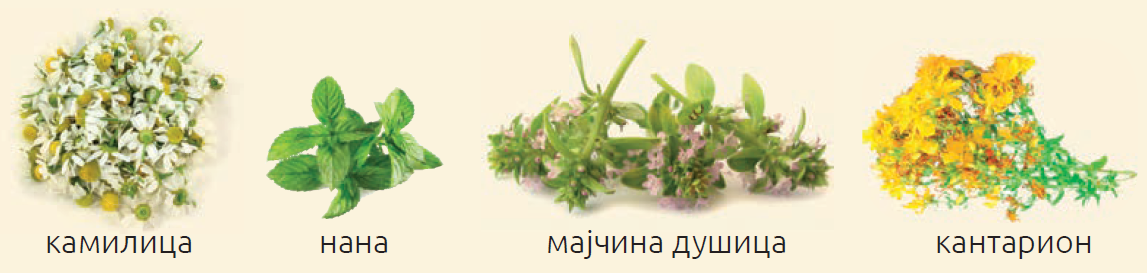 камилица
нана
мајчина душица
кантарион